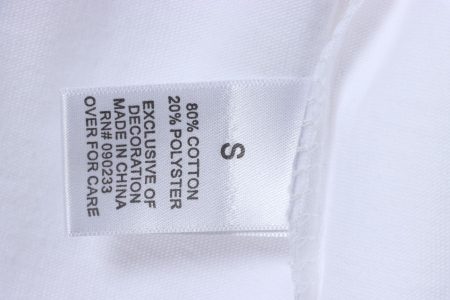 S
80% COTTON
20% POLYSTER
EXCLUSIVE OF
DECORATION
MADE IN CHINA
RN# 090233
OVER FOR CARE